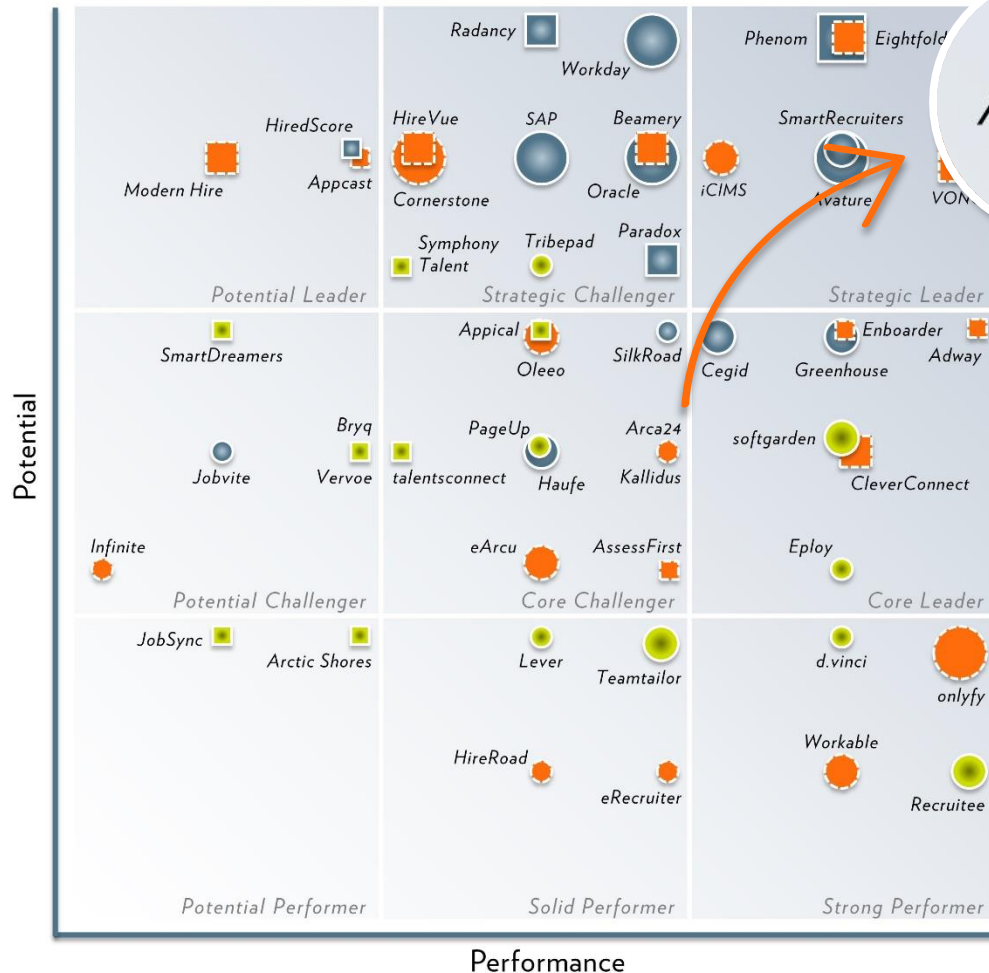 Radancy
Workday
Phenom
Eightfold
HiredScore
Modern Hire
Appcast
HireVue
Cornerstone
SAP
Beamery
Oracle
iCIMS
SmartRecruiters
Avature
VON
Symphony
Talent
Tribepad
Paradox
Potential Leader
Strategic Challenger
Strategic Leader
SmartDreamers
Appical
Oleeo
SilkRoad
Cegid
Greenhouse
Enboarder
Adway
Bryq
Jobvite
Vervoe
talentsconnect
PageUp
Haufe
Arca24
Kallidus
softgarden
CleverConnect
Infinite
eArcu
AssessFirst
Eploy
Potential Challenger
Core Challenger
Core Leader
JobSync
Arctic Shores
Lever
Teamtailor
d.vinci
onlyfy
HireRoad
eRecruiter
Workable
Recruitee
Potential Performer
Solid Performer
Strong Performer
Potential
Performance